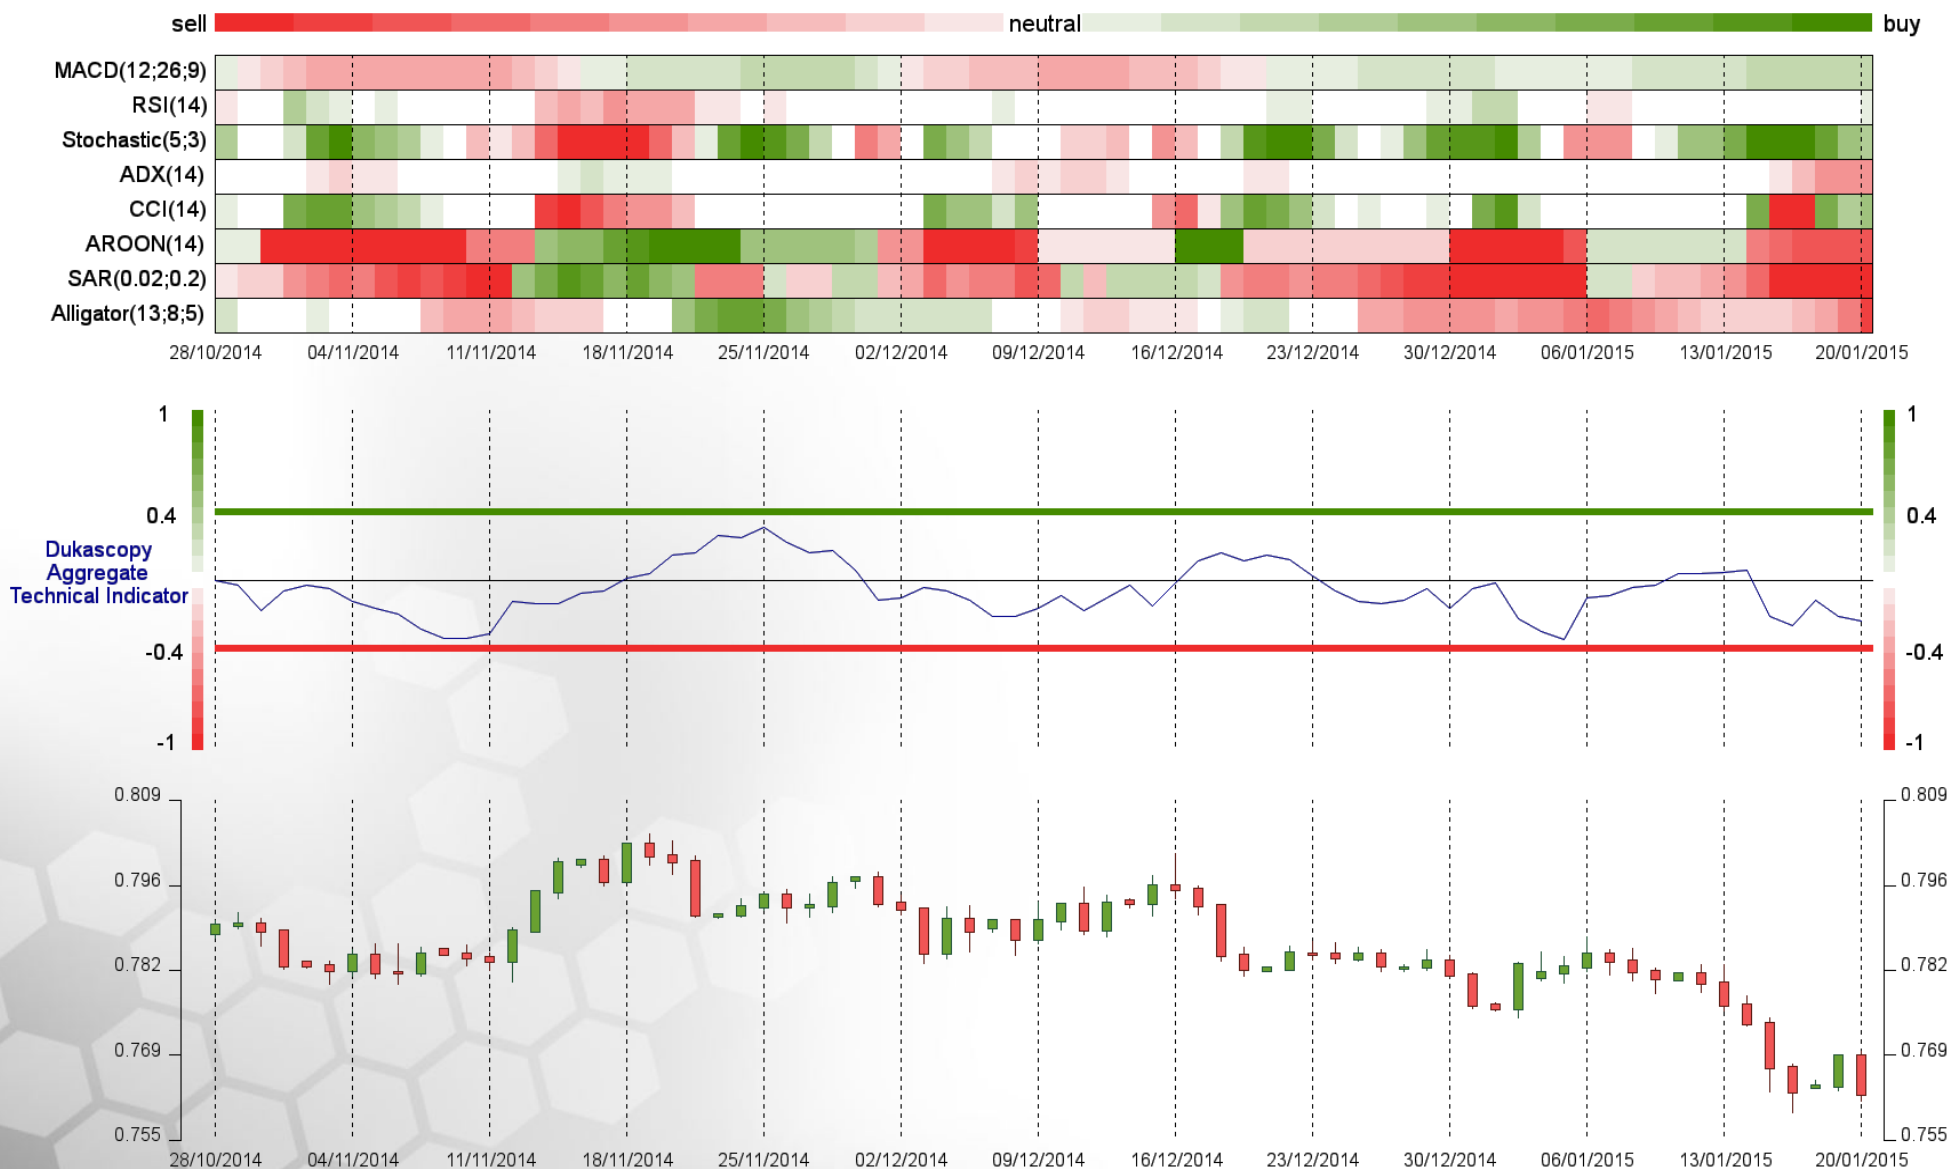 sell neutral buy
MACD(12;26;9)
RSI(14)
Stochastic(5;3)
ADX(14)
CCI(14)
AROON(14)
SAR(0.02;0.2)
Alligator(13;8;5)
28/10/2014 04/11/2014 11/11/2014 18/11/2014 25/11/2014 02/12/2014 09/12/2014 16/12/2014 23/12/2014 30/12/2014 06/01/2015 13/01/2015 20/01/2015
1 1
0.4 0.4
Dukascopy
Aggregate
Technical Indicator
-0.4 -0.4
-1 -1
0.809 0.809
0.796 0.796
0.782 0.782
0.769 0.769
0.755 0.755
28/10/2014 04/11/2014 11/11/2014 18/11/2014 25/11/2014 02/12/2014 09/12/2014 16/12/2014 23/12/2014 30/12/2014 06/01/2015 13/01/2015 20/01/2015